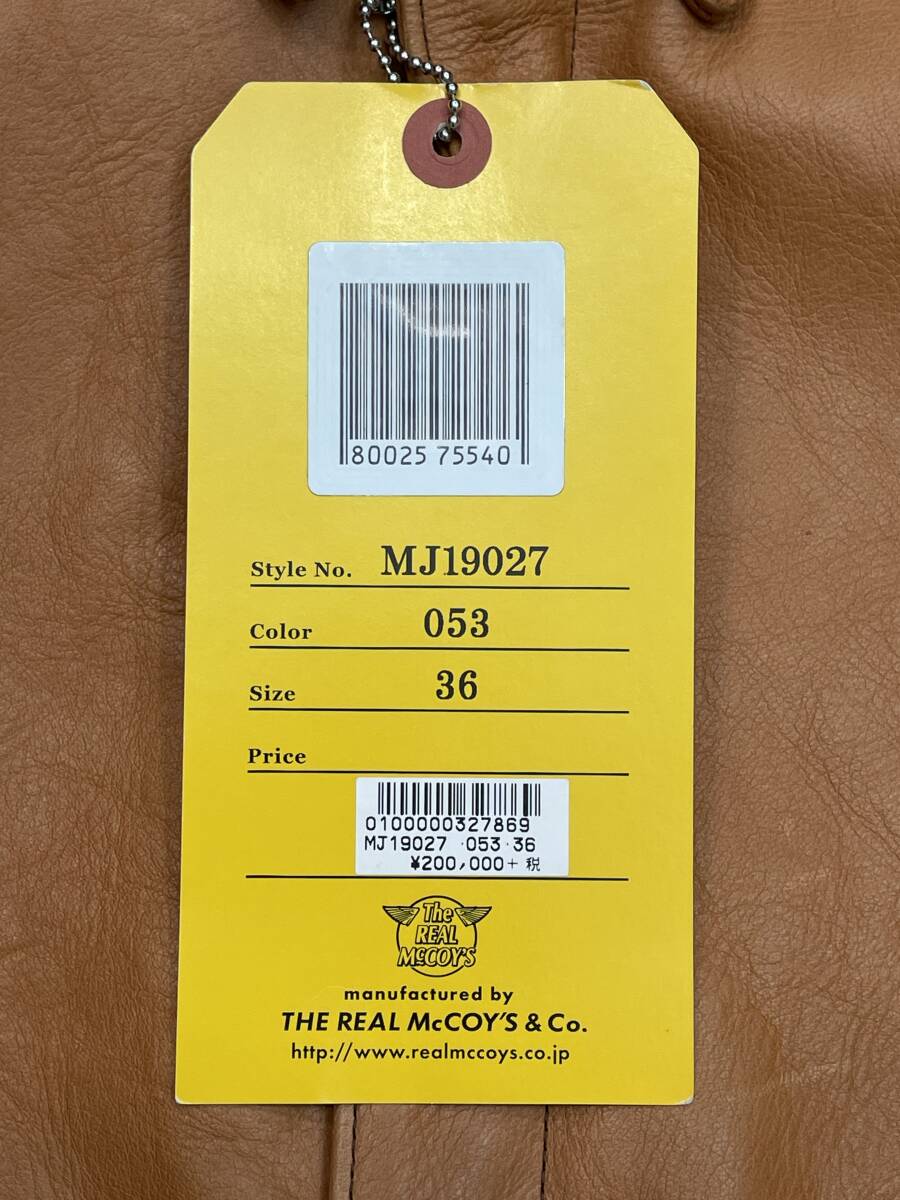 80025 75540
Style No. MJ19027
Color 053
Size 36
Price
0100000327869
MJ19027 053 36
¥200,000+ 税
The
REAL
McCOY'S
manufactured by
THE REAL McCOY'S & Co.
http://www.realmccoys.co.jp